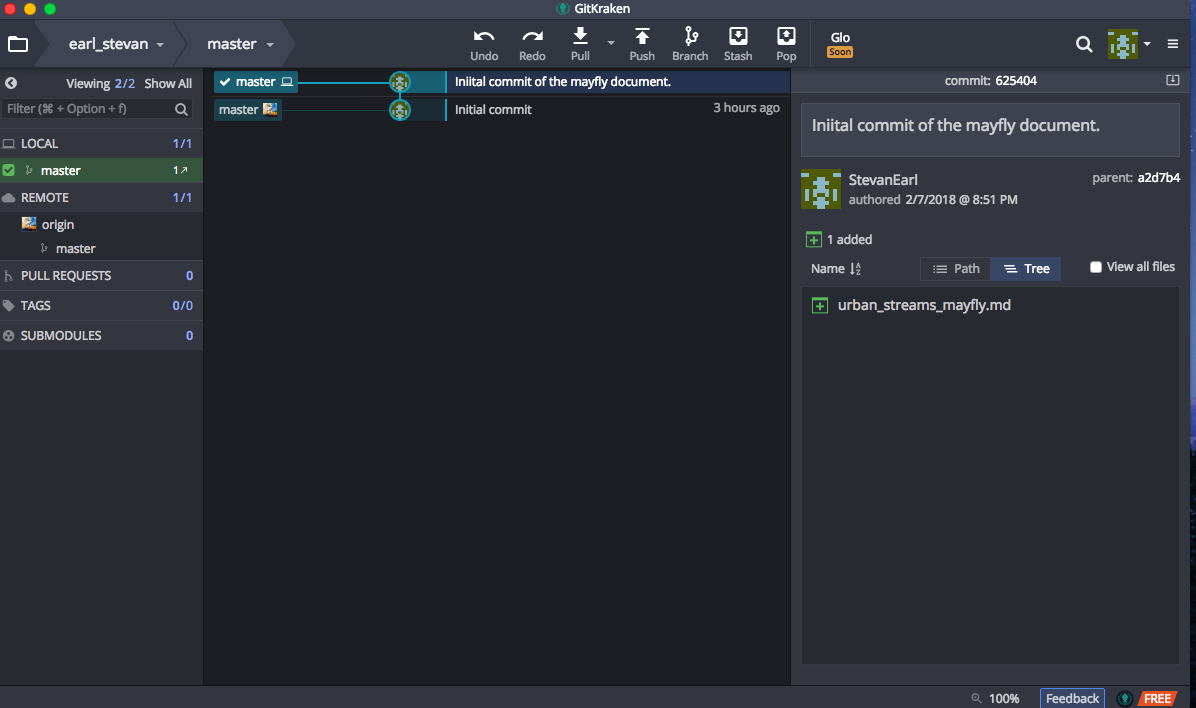 GitKraken
earl_stevan
master
Undo
Redo
Pull
Push
Branch
Stash
Pop
Glo
Soon
Viewing 2/2 Show All
Filter (⌘ + Option + f)
LOCAL 1/1
master 1↗
REMOTE 1/1
origin
master
PULL REQUESTS 0
TAGS 0/0
SUBMODULES 0
master
Iniital commit of the mayfly document.
master
Initial commit
3 hours ago
commit: 625404
Iniital commit of the mayfly document.
StevanEarl
parent: a2d7b4
authored 2/7/2018 @ 8:51 PM
1 added
Name
Path
Tree
View all files
urban_streams_mayfly.md
100%
Feedback
FREE